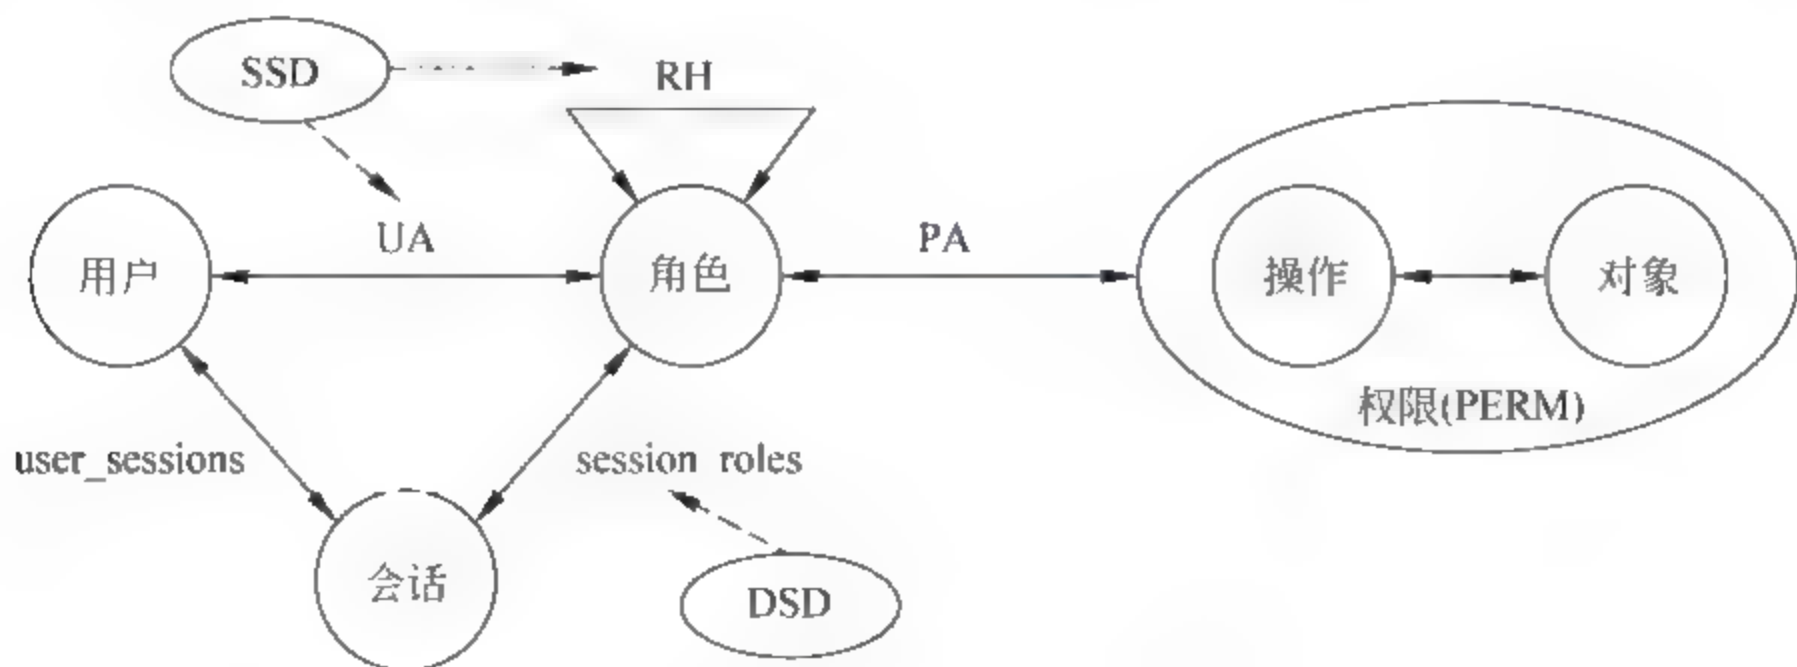 SSD
RH
UA
PA
用户
角色
操作
对象
权限(PERM)
user_sessions
session roles
会话
DSD